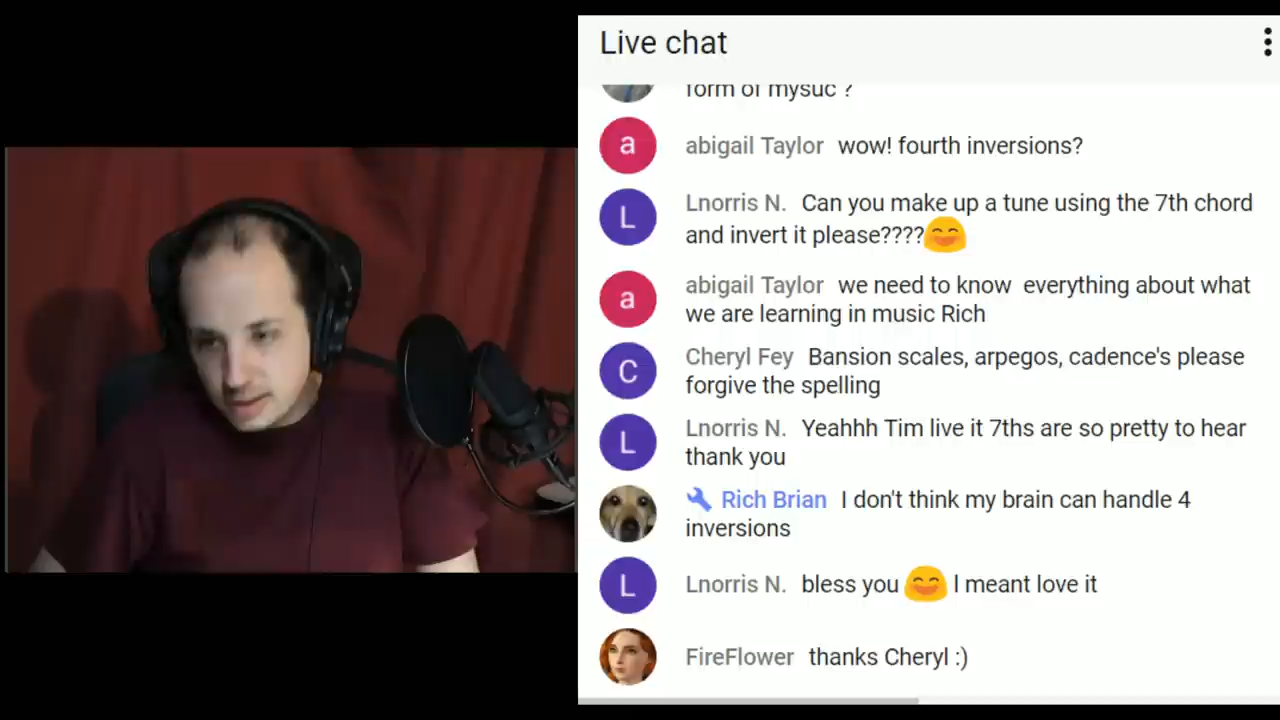 Live chat
form of mysuc ?
a abigail Taylor wow! fourth inversions?
L Lnorris N. Can you make up a tune using the 7th chord
and invert it please????
a abigail Taylor we need to know everything about what
we are learning in music Rich
C Cheryl Fey Bansion scales, arpegos, cadence's please
forgive the spelling
L Lnorris N. Yeahhh Tim live it 7ths are so pretty to hear
thank you
Rich Brian I don't think my brain can handle 4
inversions
L Lnorris N. bless you I meant love it
FireFlower thanks Cheryl :)